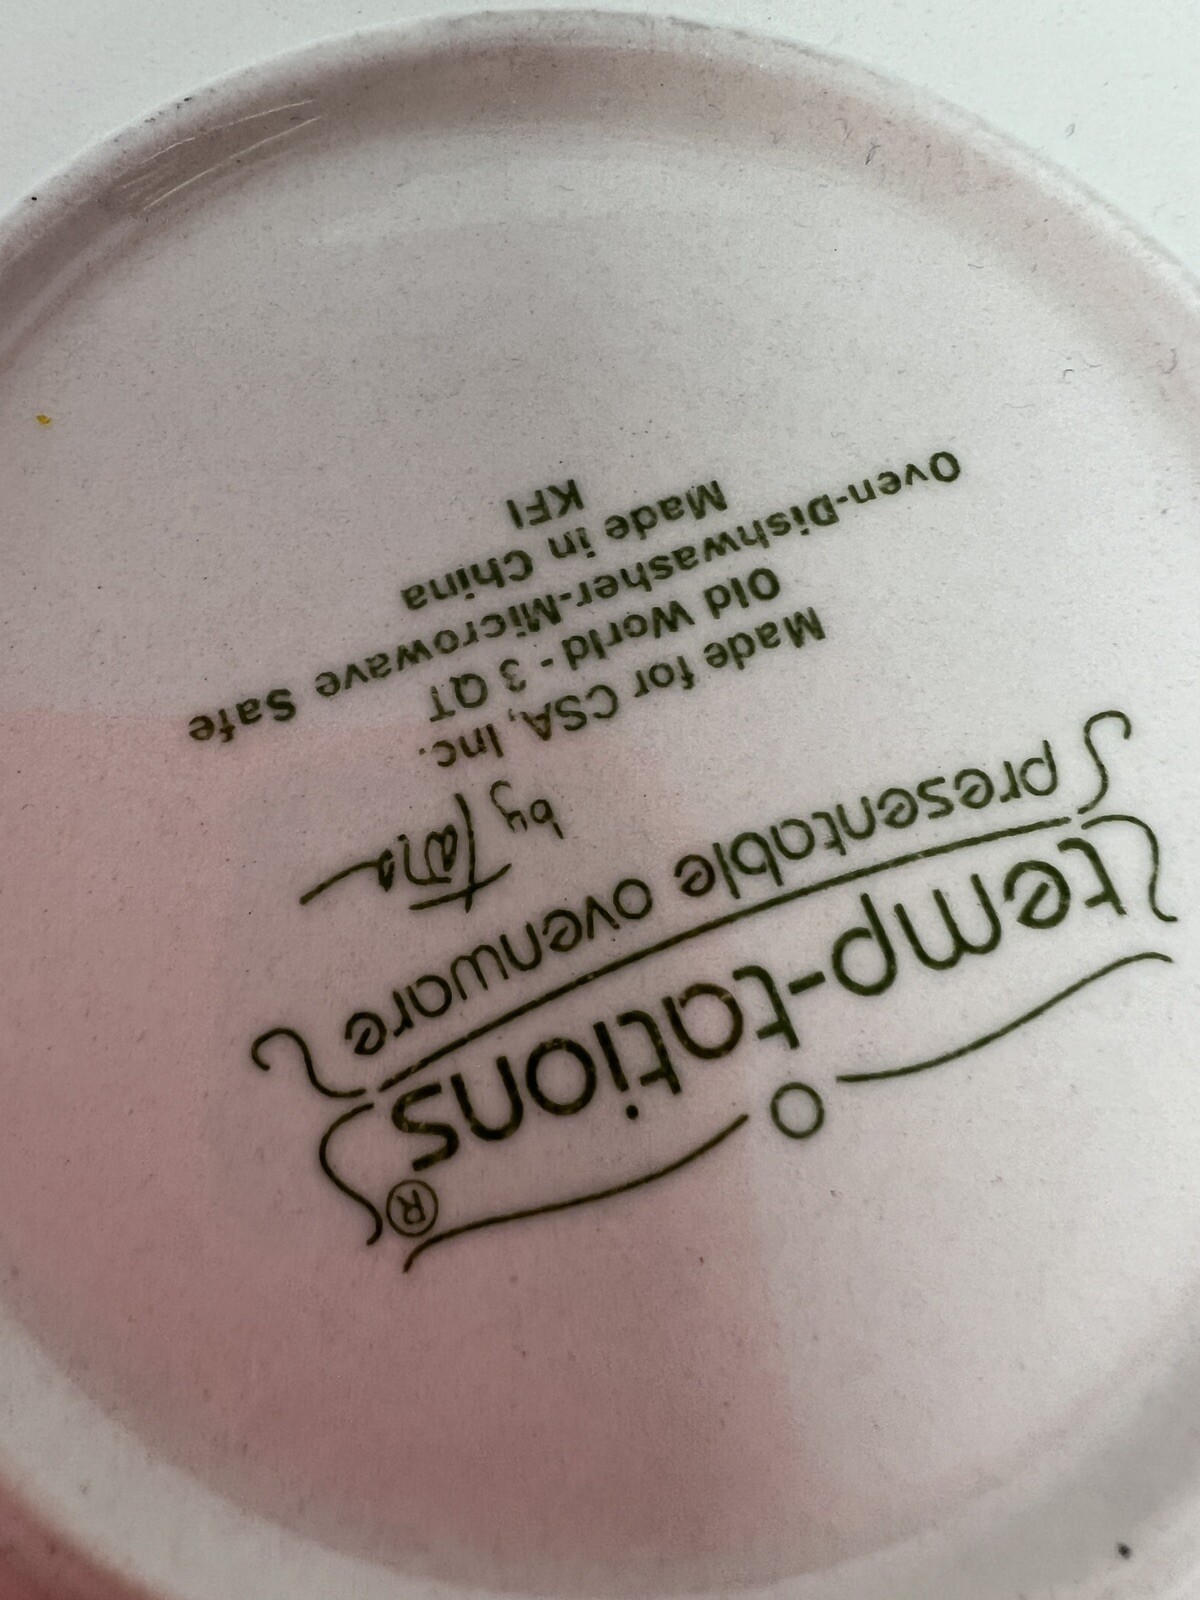 temp-tations®
presentable ovenware
by Tara
Made for CSA, Inc.
Old World - 3 QT
Oven-Dishwasher-Microwave Safe
Made in China
KFI